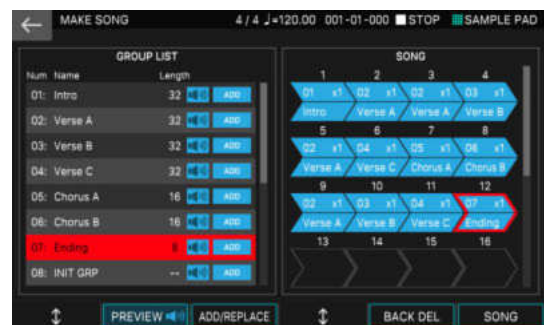 MAKE SONG 4/4 ♩=120.00 001-01-000 STOP SAMPLE PAD
GROUP LIST
Num Name Length
01: Intro 32 ADD
02: Verse A 32 ADD
03: Verse B 32 ADD
04: Verse C 32 ADD
05: Chorus A 16 ADD
06: Chorus B 16 ADD
07: Ending 8 ADD
08: INIT GRP -- ADD
SONG
1 2 3 4
01 x1 02 x1 02 x1 03 x1
Intro Verse A Verse A Verse B
5 6 7 8
02 x1 04 x1 05 x1 06 x1
Verse A Verse C Chorus A Chorus B
9 10 11 12
02 x1 03 x1 04 x1 07 x1
Verse A Verse B Verse C Ending
13 14 15 16
PREVIEW ADD/REPLACE BACK DEL SONG